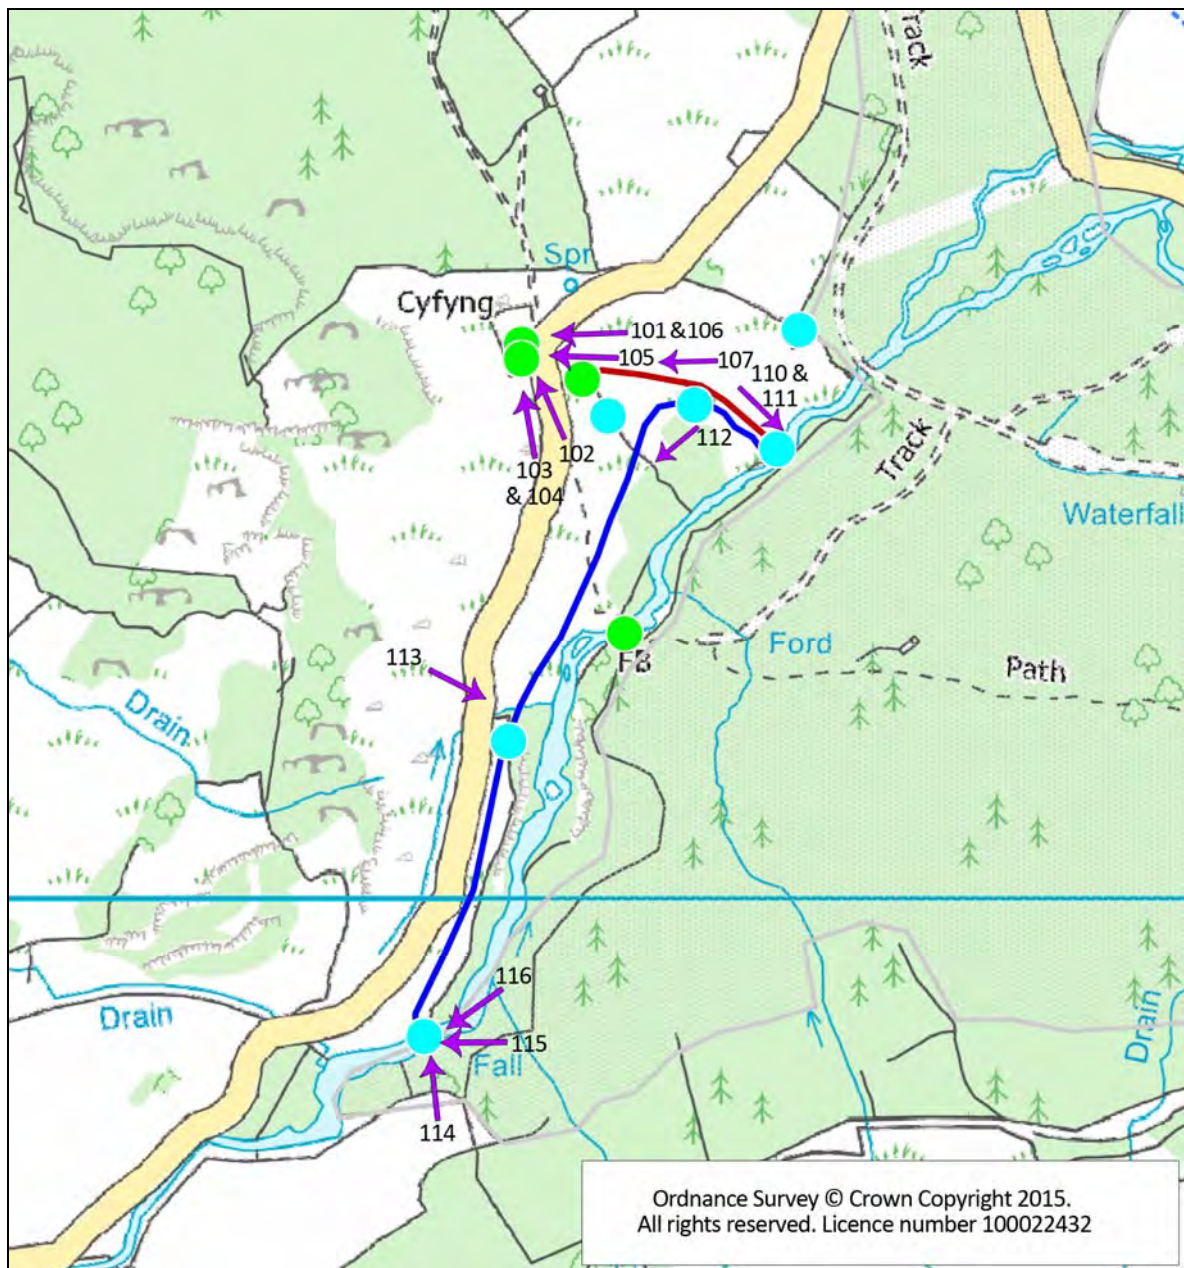 Track
Spr
Cyfyng
101 & 106
105
107
110 &
111
102
112
103
& 104
Track
Waterfall
FB
Ford
Path
113
Drain
116
Drain
115
Fall
Drain
114
Ordnance Survey © Crown Copyright 2015.
All rights reserved. Licence number 100022432